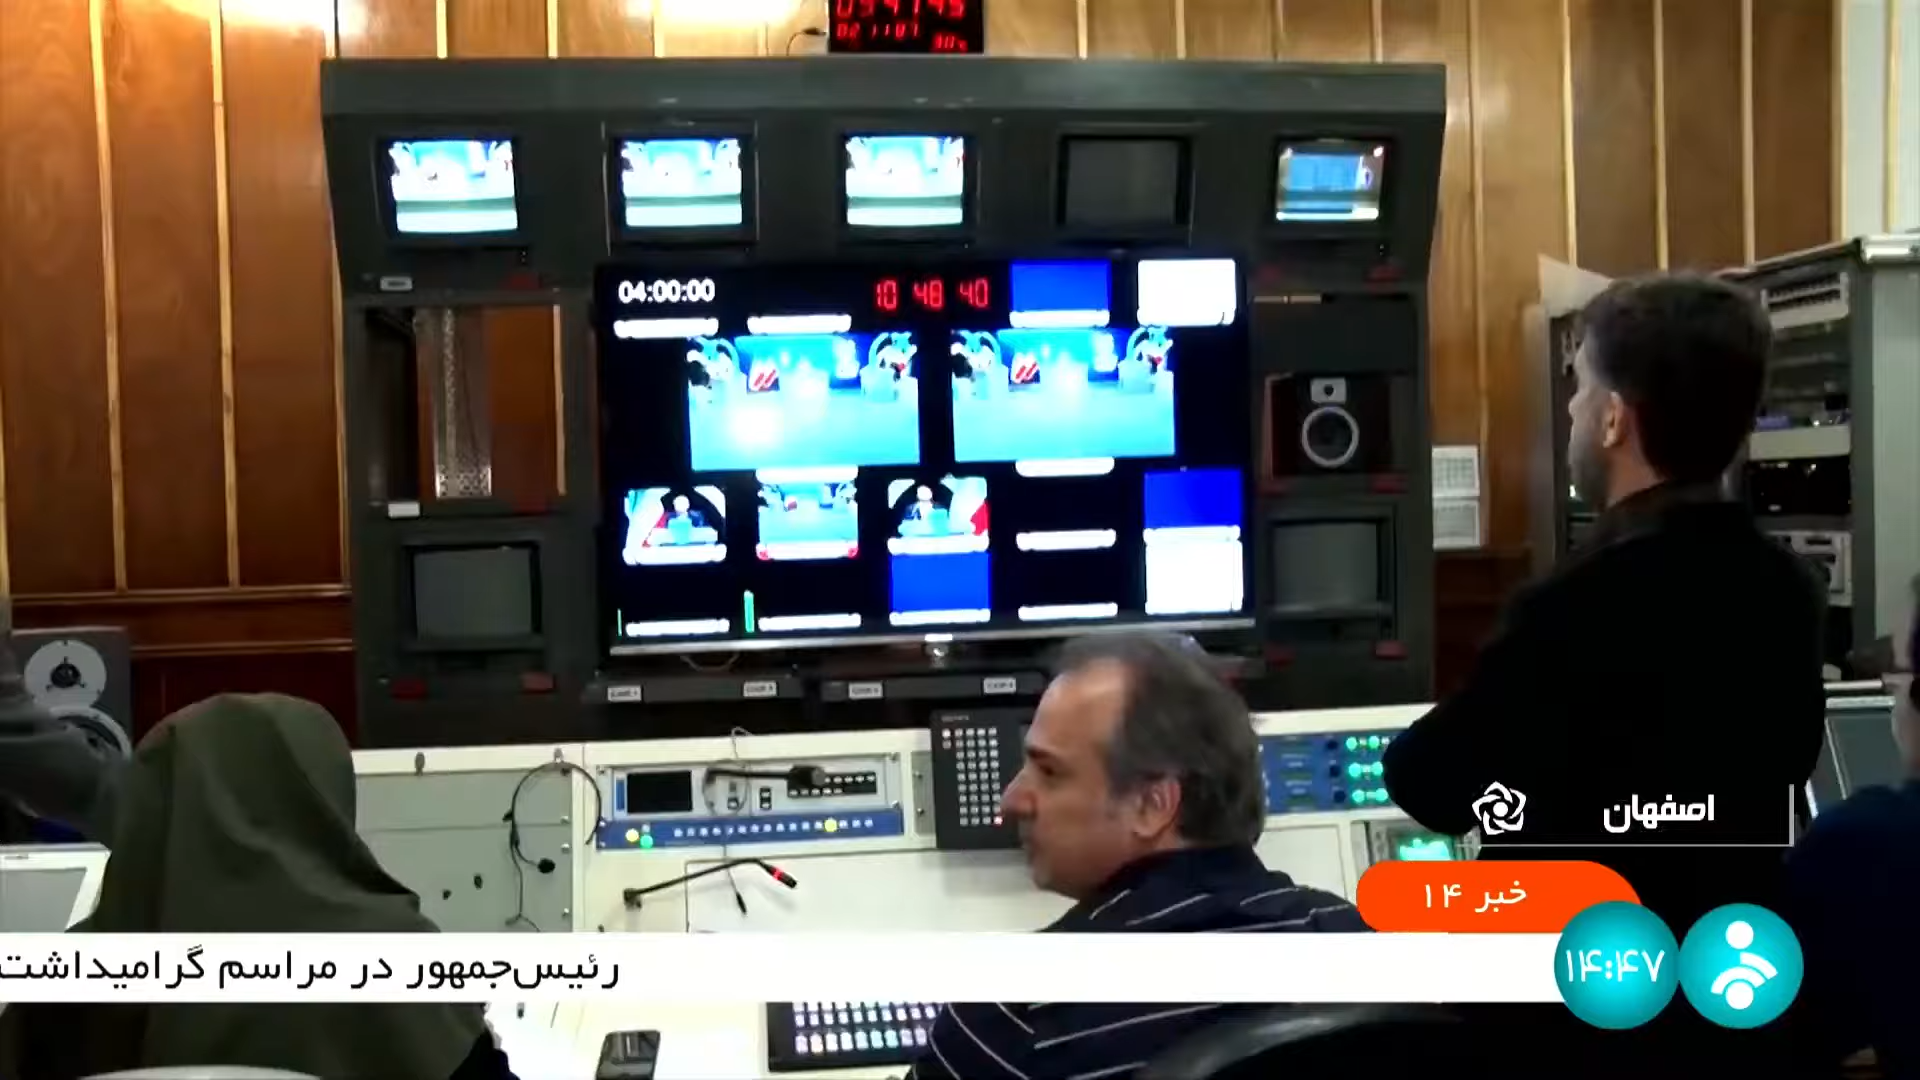 04:00:00
10 48 40
اصفهان
خبر ۱۴
۱۴:۴۷
رئیس‌جمهور در مراسم گرامیداشت